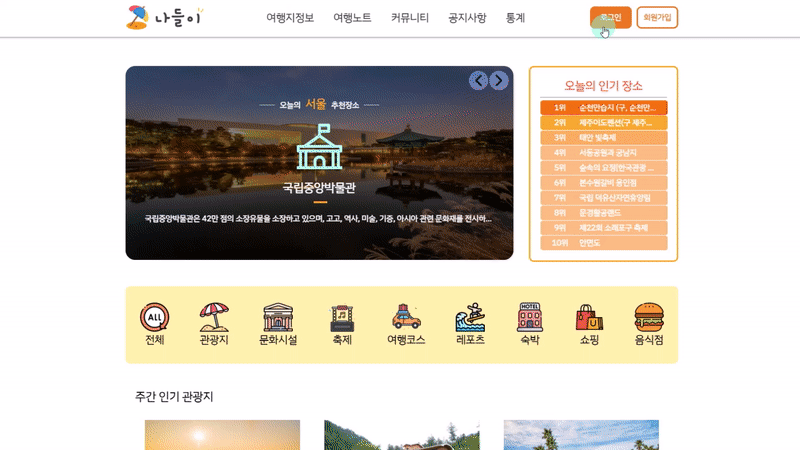 나들이
여행지정보 여행노트 커뮤니티 공지사항 통계
로그인 회원가입
오늘의 서울 추천장소
국립중앙박물관
국립중앙박물관은 42만 점의 소장유물을 소장하고 있으며, 고고, 역사, 미술, 기증, 아시아 관련 문화재를 전시하...
오늘의 인기 장소
1위 순천만습지 (구, 순천만...
2위 제주미도펜션(구 제주...
3위 태안 빛축제
4위 서동공원과 궁남지
5위 숲속의 요정[한국관광 ...
6위 본수원갈비 용인점
7위 국립 덕유산자연휴양림
8위 문경활공랜드
9위 제22회 소래포구 축제
10위 안면도
ALL
HOTEL
전체 관광지 문화시설 축제 여행코스 레포츠 숙박 쇼핑 음식점
주간 인기 관광지